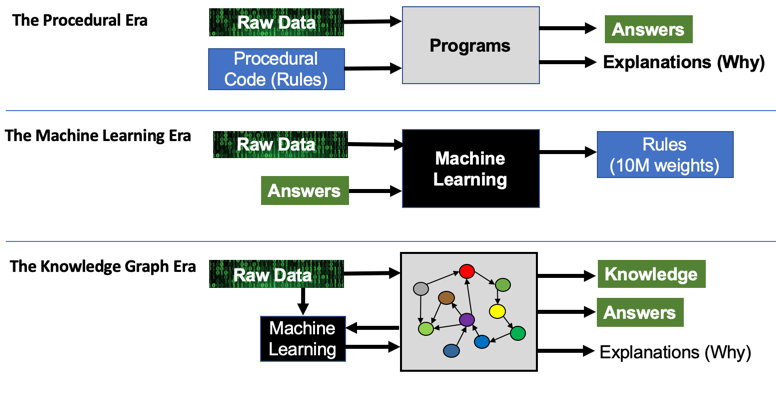 The Procedural Era
Raw Data
Procedural
Code (Rules)
Programs
Answers
Explanations (Why)
The Machine Learning Era
Raw Data
Answers
Machine
Learning
Rules
(10M weights)
The Knowledge Graph Era
Raw Data
Machine
Learning
Knowledge
Answers
Explanations (Why)